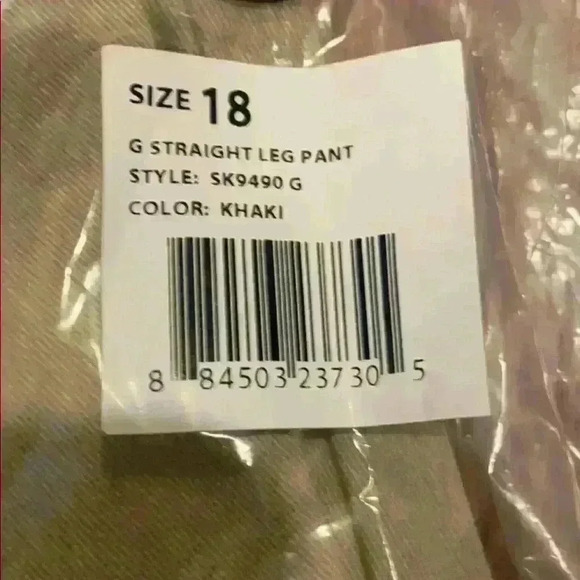 SIZE 18
G STRAIGHT LEG PANT
STYLE: SK9490 G
COLOR: KHAKI
8 84503 23730 5